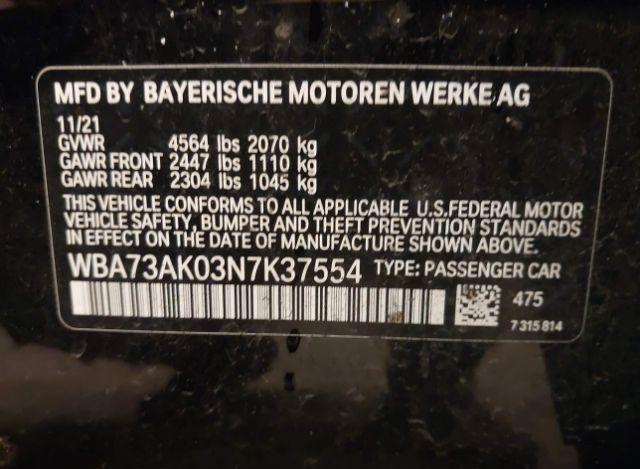 MFD BY BAYERISCHE MOTOREN WERKE AG
11/21
GVWR 4564 lbs 2070 kg
GAWR FRONT 2447 lbs 1110 kg
GAWR REAR 2304 lbs 1045 kg
THIS VEHICLE CONFORMS TO ALL APPLICABLE U.S.FEDERAL MOTOR
VEHICLE SAFETY, BUMPER AND THEFT PREVENTION STANDARDS
IN EFFECT ON THE DATE OF MANUFACTURE SHOWN ABOVE.
WBA73AK03N7K37554 TYPE: PASSENGER CAR
475
7 315 814